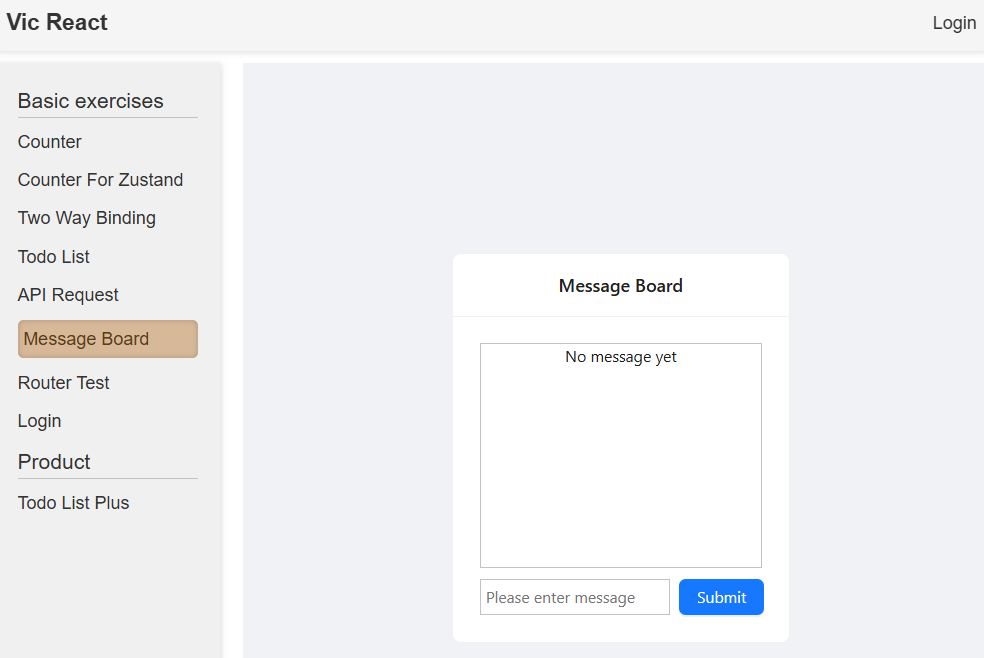 Vic React
Login
Basic exercises
Counter
Counter For Zustand
Two Way Binding
Todo List
API Request
Message Board
Router Test
Login
Product
Todo List Plus
Message Board
No message yet
Please enter message
Submit